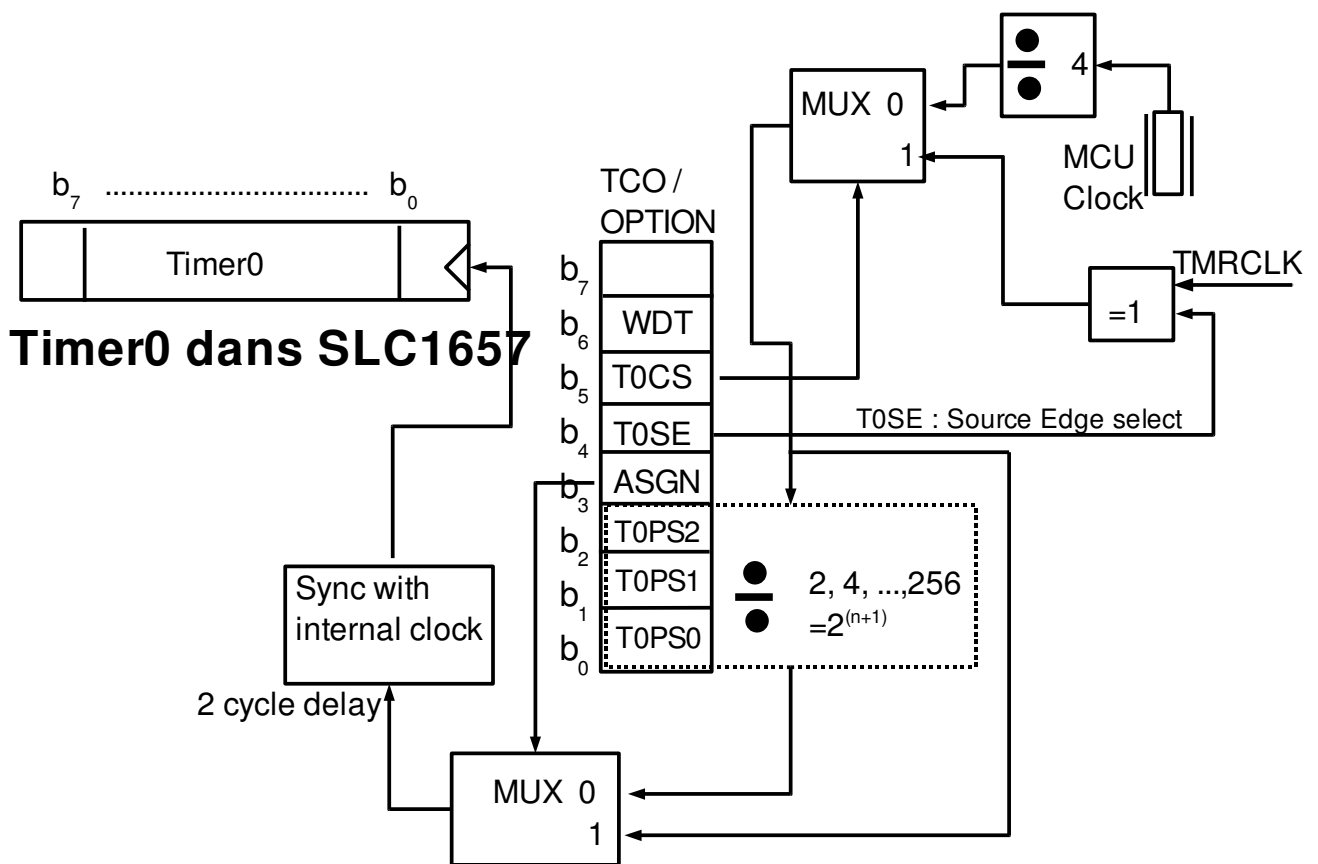 4
MUX 0
1
MCU
Clock
TCO /
OPTION
b7 .................................. b0
Timer0
TMRCLK
=1
Timer0 dans SLC1657
b7
b6 WDT
b5 T0CS
b4 T0SE
T0SE : Source Edge select
b3 ASGN
b2 T0PS2
b1 T0PS1
b0 T0PS0
2, 4, ...,256
=2(n+1)
Sync with
internal clock
2 cycle delay
MUX 0
1